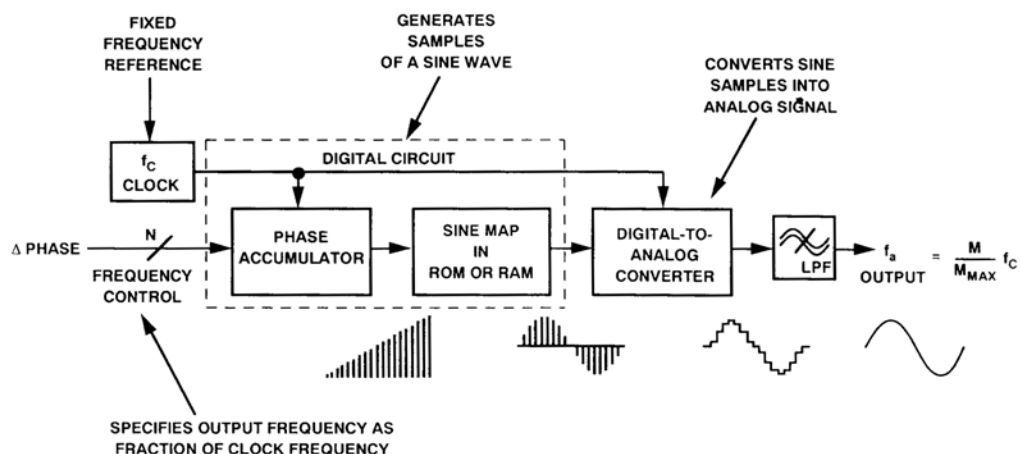 FIXED
FREQUENCY
REFERENCE
GENERATES
SAMPLES
OF A SINE WAVE
CONVERTS SINE
SAMPLES INTO
ANALOG SIGNAL
f_C
CLOCK
DIGITAL CIRCUIT
Δ PHASE
N
FREQUENCY
CONTROL
PHASE
ACCUMULATOR
SINE MAP
IN
ROM OR RAM
DIGITAL-TO-
ANALOG
CONVERTER
LPF
f_a = M/M_MAX f_C
OUTPUT
SPECIFIES OUTPUT FREQUENCY AS
FRACTION OF CLOCK FREQUENCY